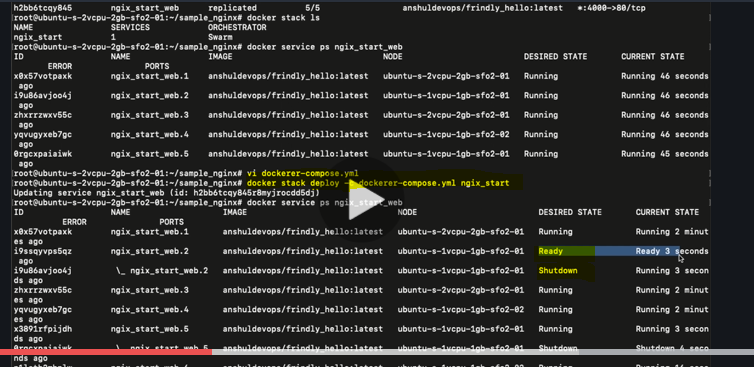 h2bb6tcqy845 ngix_start_web replicated 5/5 anshuldevops/frindly_hello:latest *:4000->80/tcp
[root@ubuntu-s-2vcpu-2gb-sfo2-01:~/sample_nginx# docker stack ls
NAME SERVICES ORCHESTRATOR
ngix_start 1 Swarm
[root@ubuntu-s-2vcpu-2gb-sfo2-01:~/sample_nginx# docker service ps ngix_start_web
ID NAME IMAGE NODE DESIRED STATE CURRENT STATE
ERROR PORTS
x0x57votpaxk ngix_start_web.1 anshuldevops/frindly_hello:latest ubuntu-s-2vcpu-2gb-sfo2-01 Running Running 46 seconds
ago
i9u86avjoo4j ngix_start_web.2 anshuldevops/frindly_hello:latest ubuntu-s-2vcpu-2gb-sfo2-01 Running Running 46 seconds
ago
zhxrrzwxv55c ngix_start_web.3 anshuldevops/frindly_hello:latest ubuntu-s-2vcpu-2gb-sfo2-01 Running Running 46 seconds
ago
yqvugyxeb7gc ngix_start_web.4 anshuldevops/frindly_hello:latest ubuntu-s-1vcpu-1gb-sfo2-02 Running Running 46 seconds
ago
0rgcxpaiaiwk ngix_start_web.5 anshuldevops/frindly_hello:latest ubuntu-s-1vcpu-1gb-sfo2-01 Running Running 45 seconds
ago
[root@ubuntu-s-2vcpu-2gb-sfo2-01:~/sample_nginx# vi dockerer-compose.yml
[root@ubuntu-s-2vcpu-2gb-sfo2-01:~/sample_nginx# docker stack deploy dockerer-compose.yml ngix_start
Updating service ngix_start_web (id: h2bb6tcqy845r8myjrocdd5dj)
[root@ubuntu-s-2vcpu-2gb-sfo2-01:~/sample_nginx# docker service ps ngix_start_web
ID NAME IMAGE NODE DESIRED STATE CURRENT STATE
ERROR PORTS
x0x57votpaxk ngix_start_web.1 anshuldevops/frindly_hello:latest ubuntu-s-2vcpu-2gb-sfo2-01 Running Running 2 minut
es ago
i9ssqyvps5qz ngix_start_web.2 anshuldevops/frindly_hello:latest ubuntu-s-1vcpu-1gb-sfo2-01 Ready Ready 3 seconds
ago
i9u86avjoo4j \_ ngix_start_web.2 anshuldevops/frindly_hello:latest ubuntu-s-2vcpu-2gb-sfo2-01 Shutdown Running 3 secon
ds ago
zhxrrzwxv55c ngix_start_web.3 anshuldevops/frindly_hello:latest ubuntu-s-2vcpu-2gb-sfo2-01 Running Running 2 minut
es ago
yqvugyxeb7gc ngix_start_web.4 anshuldevops/frindly_hello:latest ubuntu-s-1vcpu-1gb-sfo2-02 Running Running 2 minut
es ago
x3891rfpijdh ngix_start_web.5 anshuldevops/frindly_hello:latest ubuntu-s-1vcpu-1gb-sfo2-01 Running Running 3 secon
ds ago
0rgcxpaiaiwk \_ ngix_start_web.5 anshuldevops/frindly_hello:latest ubuntu-s-1vcpu-1gb-sfo2-01 Shutdown Shutdown 4 seco
nds ago